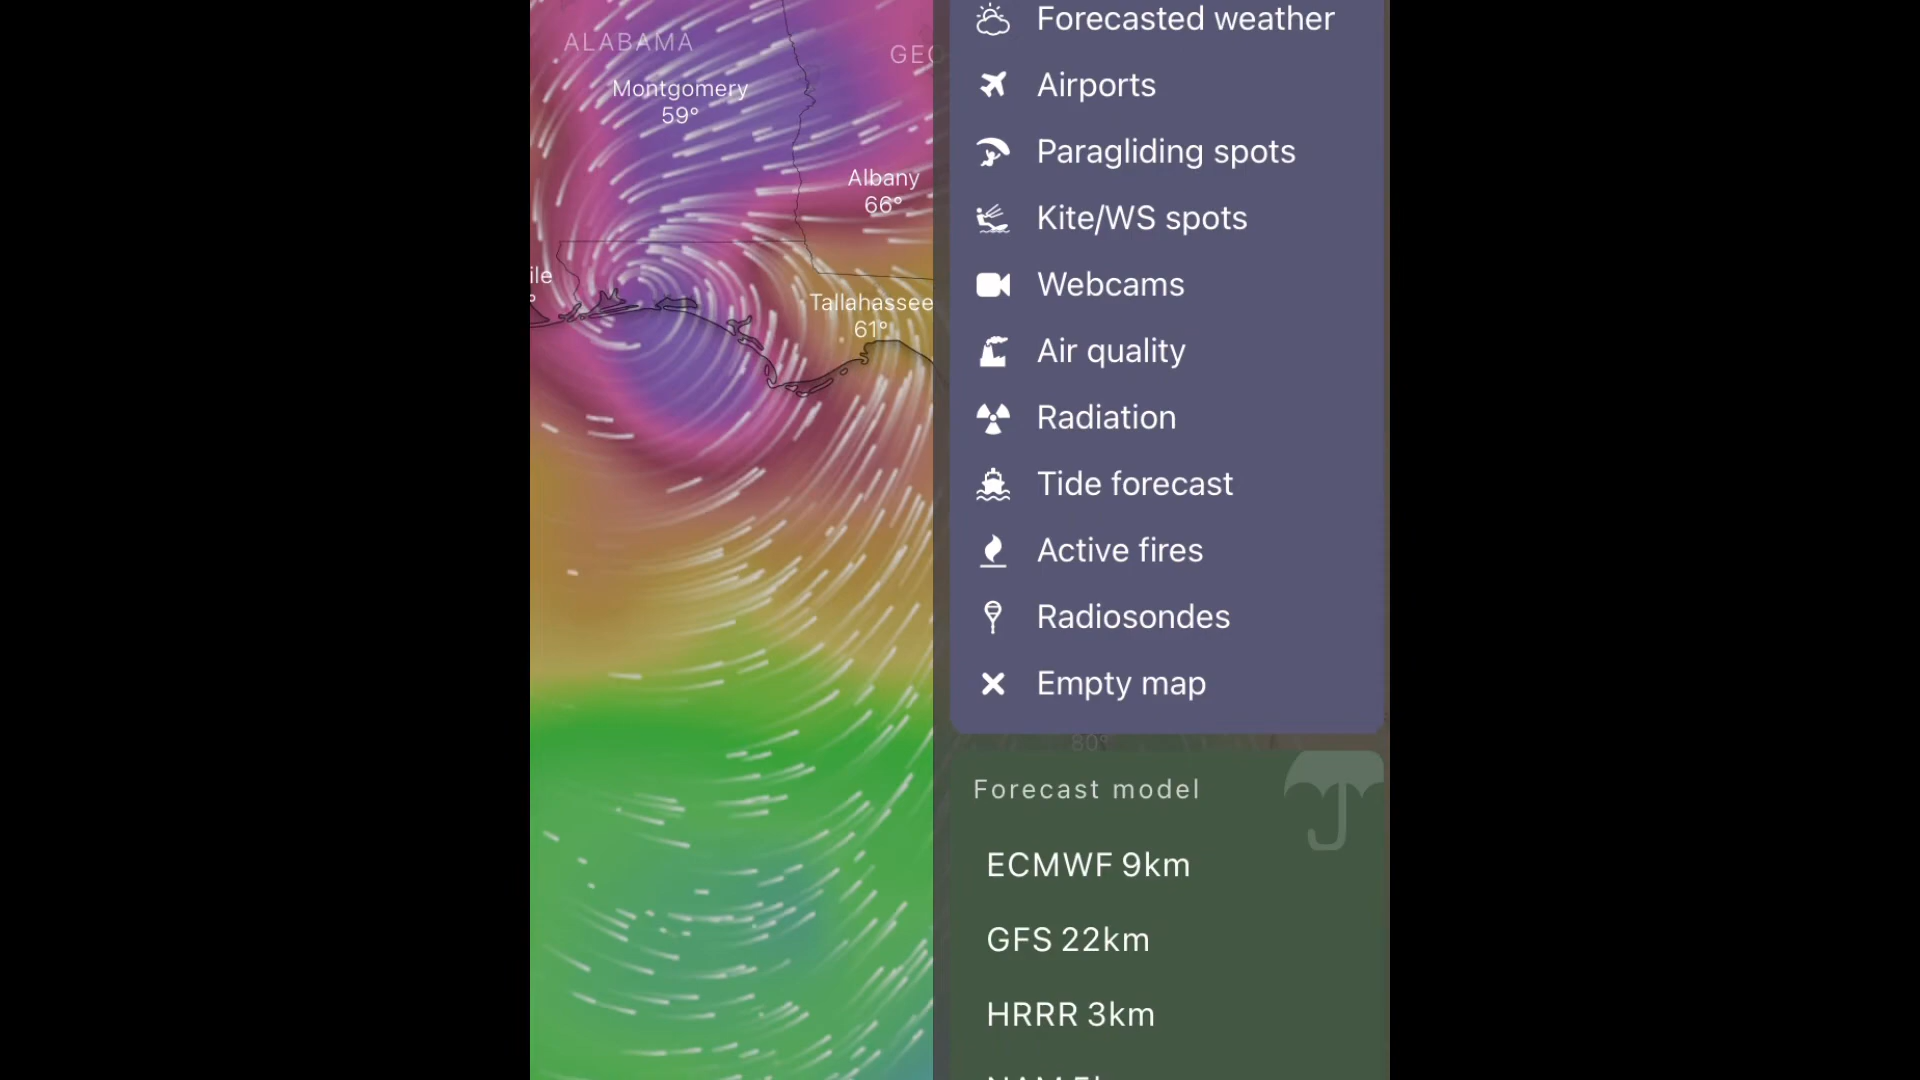 ALABAMA
GEO
Montgomery
59°
Albany
66°
ile
°
Tallahassee
61°
Forecasted weather
Airports
Paragliding spots
Kite/WS spots
Webcams
Air quality
Radiation
Tide forecast
Active fires
Radiosondes
Empty map
80°
Forecast model
ECMWF 9km
GFS 22km
HRRR 3km